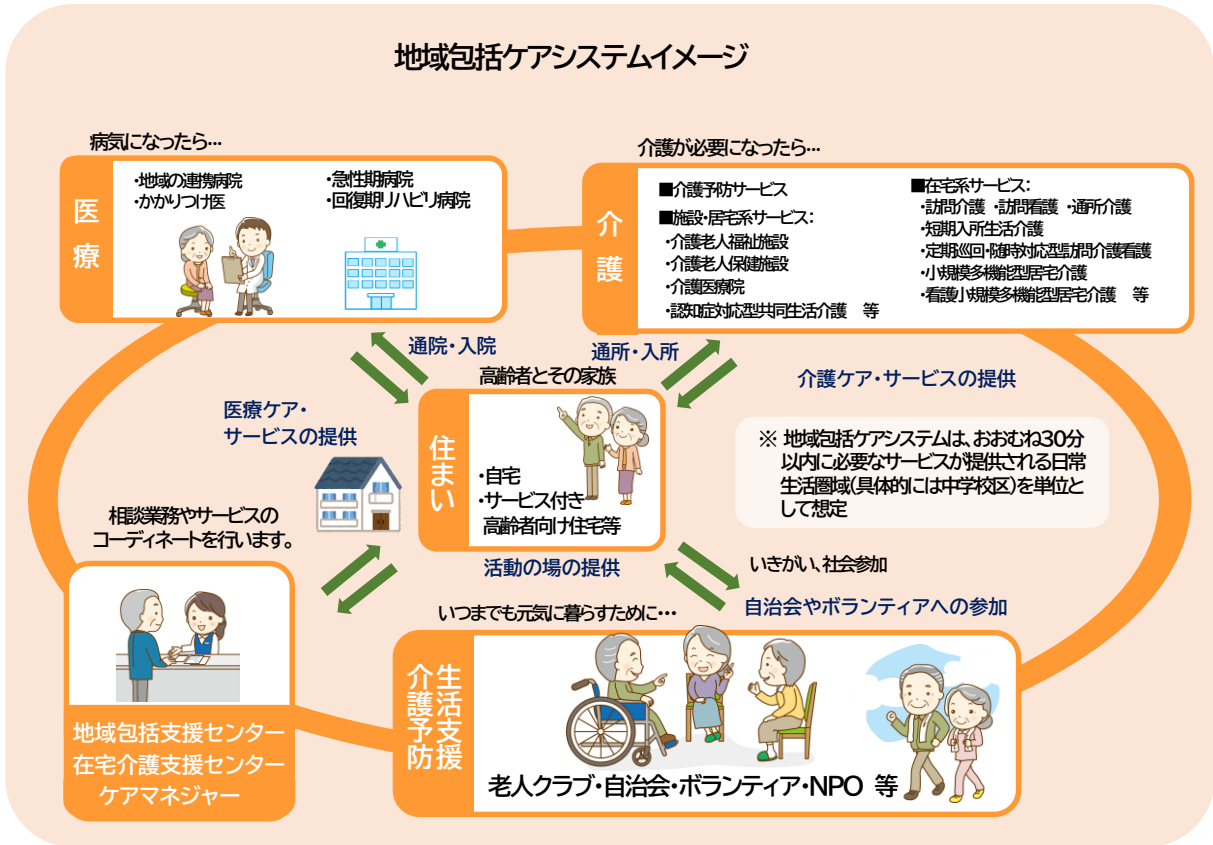 地域包括ケアシステムイメージ
病気になったら…
医療
・地域の連携病院
・かかりつけ医
・急性期病院
・回復期リハビリ病院
介護が必要になったら…
介護
■介護予防サービス
■施設・居宅系サービス：
・介護老人福祉施設
・介護老人保健施設
・介護医療院
・認知症対応型共同生活介護　等
■在宅系サービス：
・訪問介護 ・訪問看護 ・通所介護
・短期入所生活介護
・定期巡回・随時対応型訪問介護看護
・小規模多機能型居宅介護
・看護小規模多機能型居宅介護　等
通院・入院
通所・入所
医療ケア・
サービスの提供
介護ケア・サービスの提供
高齢者とその家族
住まい
・自宅
・サービス付き
高齢者向け住宅等
※ 地域包括ケアシステムは、おおむね30分
以内に必要なサービスが提供される日常
生活圏域（具体的には中学校区）を単位と
して想定
相談業務やサービスの
コーディネートを行います。
地域包括支援センター
在宅介護支援センター
ケアマネジャー
活動の場の提供
いきがい、社会参加
自治会やボランティアへの参加
いつまでも元気に暮らすために…
生活支援
介護予防
老人クラブ・自治会・ボランティア・NPO 等